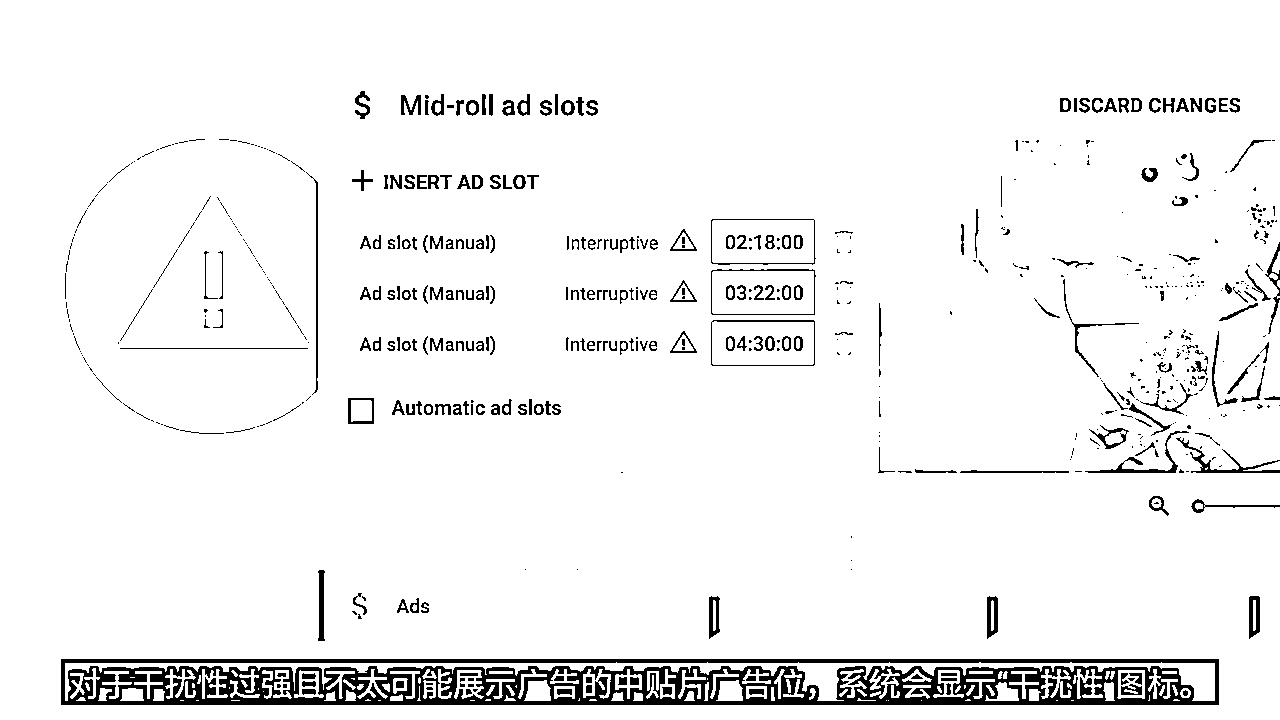 $ Mid-roll ad slots
DISCARD CHANGES
+ INSERT AD SLOT
Ad slot (Manual) Interruptive 02:18:00
Ad slot (Manual) Interruptive 03:22:00
Ad slot (Manual) Interruptive 04:30:00
Automatic ad slots
$ Ads
对于干扰性过强且不太可能展示广告的中贴片广告位，系统会显示“干扰性”图标。